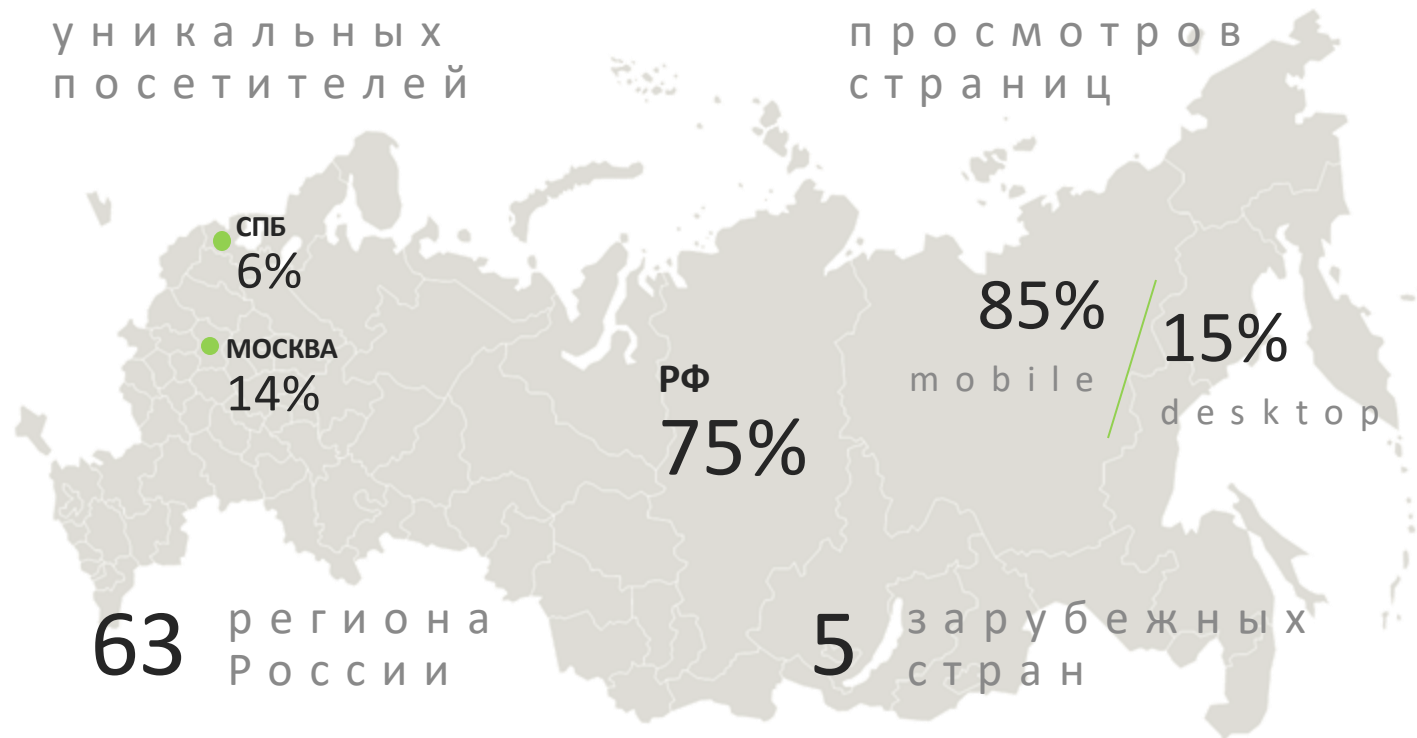 уникальных
посетителей
просмотров
страниц
СПБ
6%
МОСКВА
14%
РФ
75%
85%
mobile
15%
desktop
63
региона
России
5
зарубежных
стран